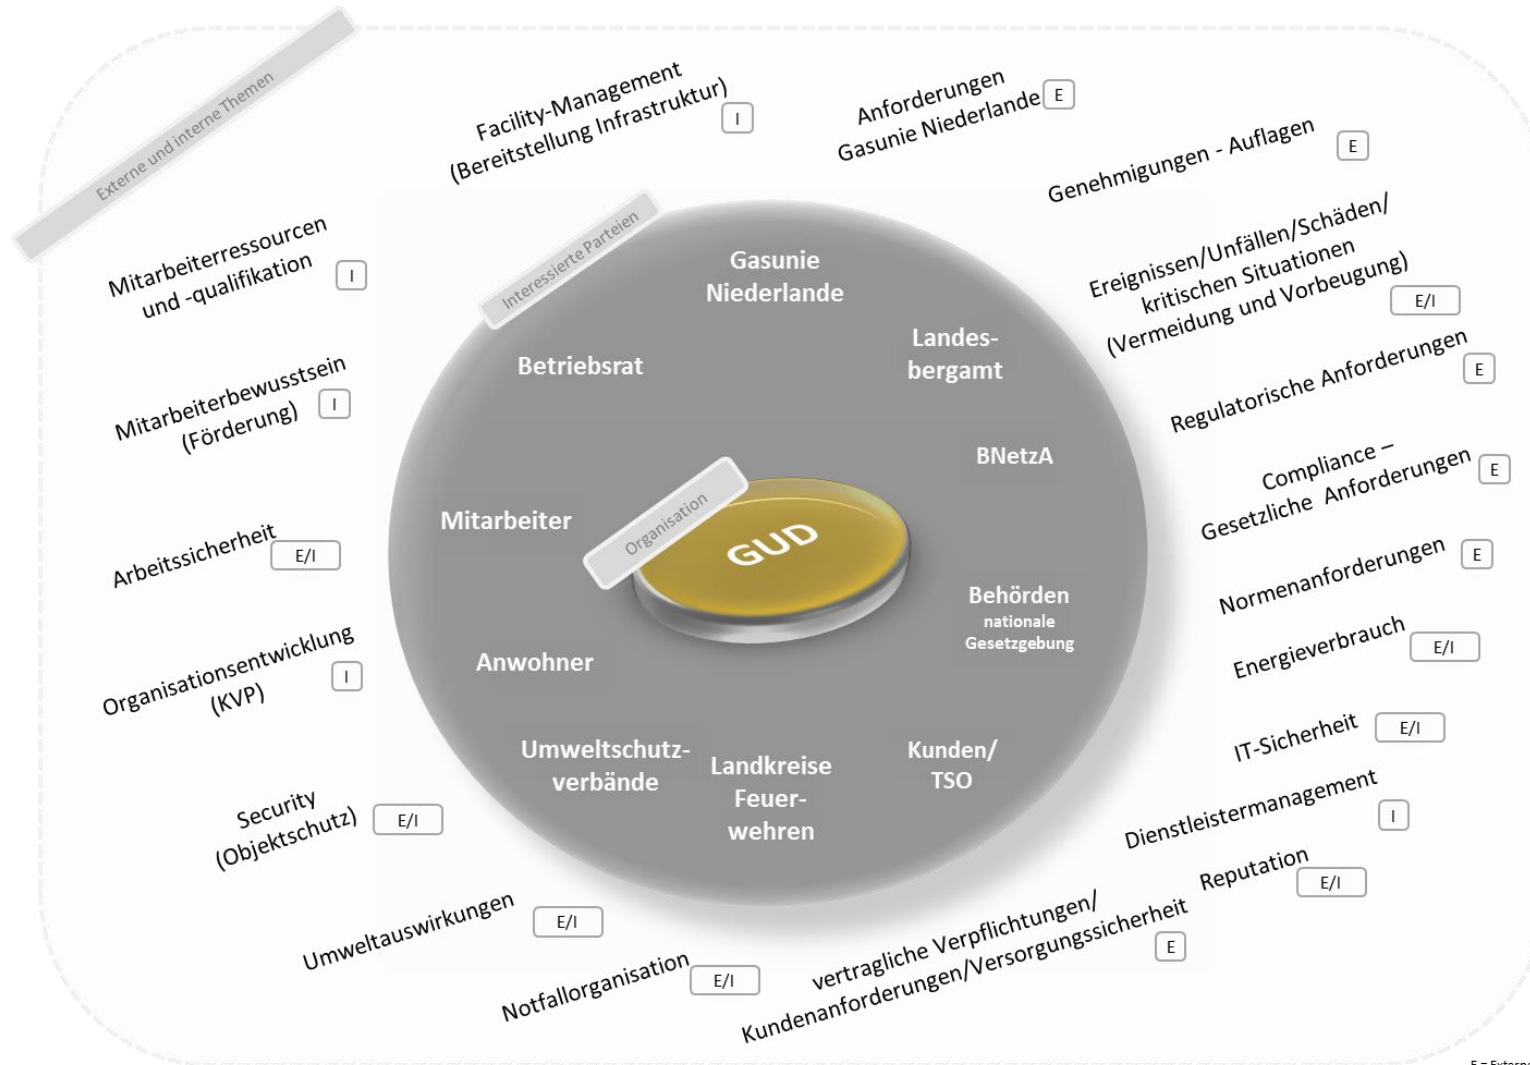 Externe und interne Themen
Facility-Management
(Bereitstellung Infrastruktur)
I
Anforderungen
Gasunie Niederlande
E
Genehmigungen - Auflagen
E
Ereignissen/Unfällen/Schäden/
kritischen Situationen
(Vermeidung und Vorbeugung)
E/I
Regulatorische Anforderungen
E
Compliance –
Gesetzliche Anforderungen
E
Normenanforderungen
E
Energieverbrauch
E/I
IT-Sicherheit
E/I
Dienstleistermanagement
I
Reputation
E/I
vertragliche Verpflichtungen/
Kundenanforderungen/Versorgungssicherheit
E
Notfallorganisation
E/I
Umweltauswirkungen
E/I
Security
(Objektschutz)
E/I
Organisationsentwicklung
(KVP)
I
Arbeitssicherheit
E/I
Mitarbeiterbewusstsein
(Förderung)
I
Mitarbeiterressourcen
und -qualifikation
I
Interessierte Parteien
Gasunie
Niederlande
Landes-
bergamt
BNetzA
Behörden
nationale
Gesetzgebung
Kunden/
TSO
Landkreise
Feuer-
wehren
Umweltschutz-
verbände
Anwohner
Mitarbeiter
Betriebsrat
Organisation
GUD